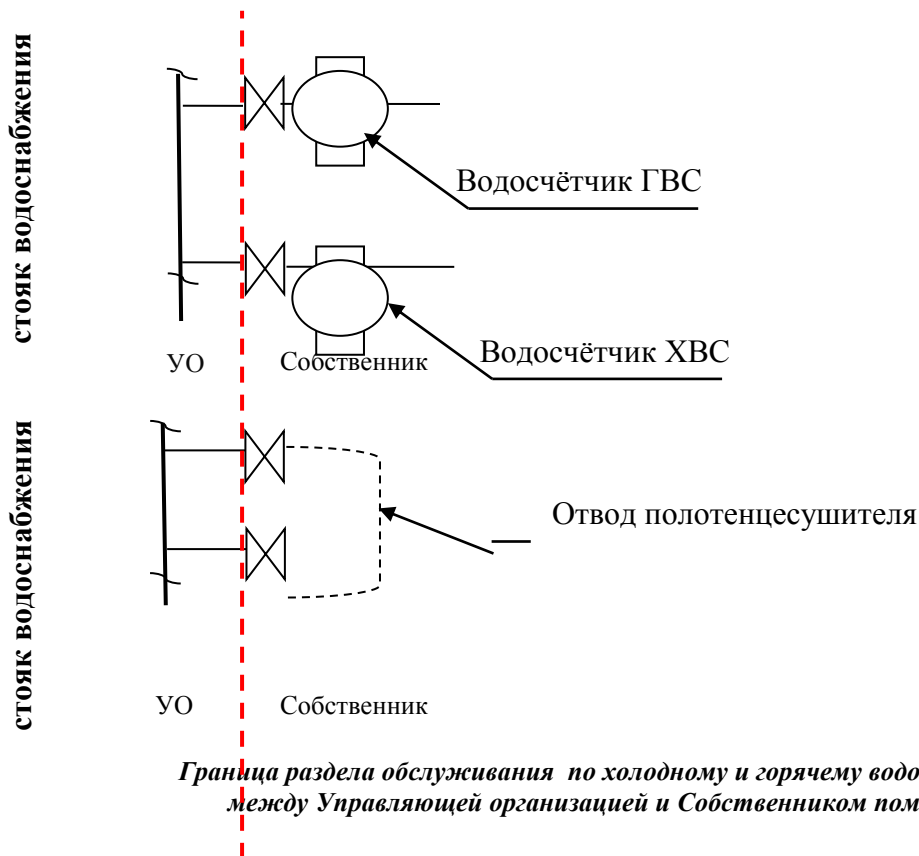 стояк водоснабжения
Водосчётчик ГВС
Водосчётчик ХВС
УО Собственник
стояк водоснабжения
Отвод полотенцесушителя
УО Собственник
Граница раздела обслуживания по холодному и горячему водо
между Управляющей организацией и Собственником пом